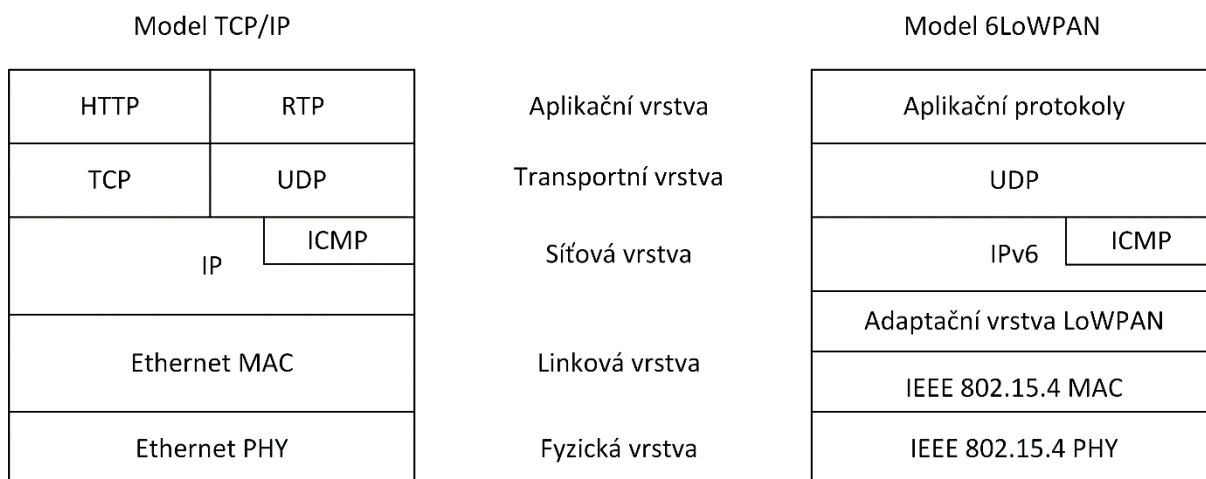 Model TCP/IP
Model 6LoWPAN
HTTP RTP Aplikační vrstva Aplikační protokoly
TCP UDP Transportní vrstva UDP
ICMP ICMP
IP Síťová vrstva IPv6
Adaptační vrstva LoWPAN
Ethernet MAC Linková vrstva
IEEE 802.15.4 MAC
Ethernet PHY Fyzická vrstva IEEE 802.15.4 PHY